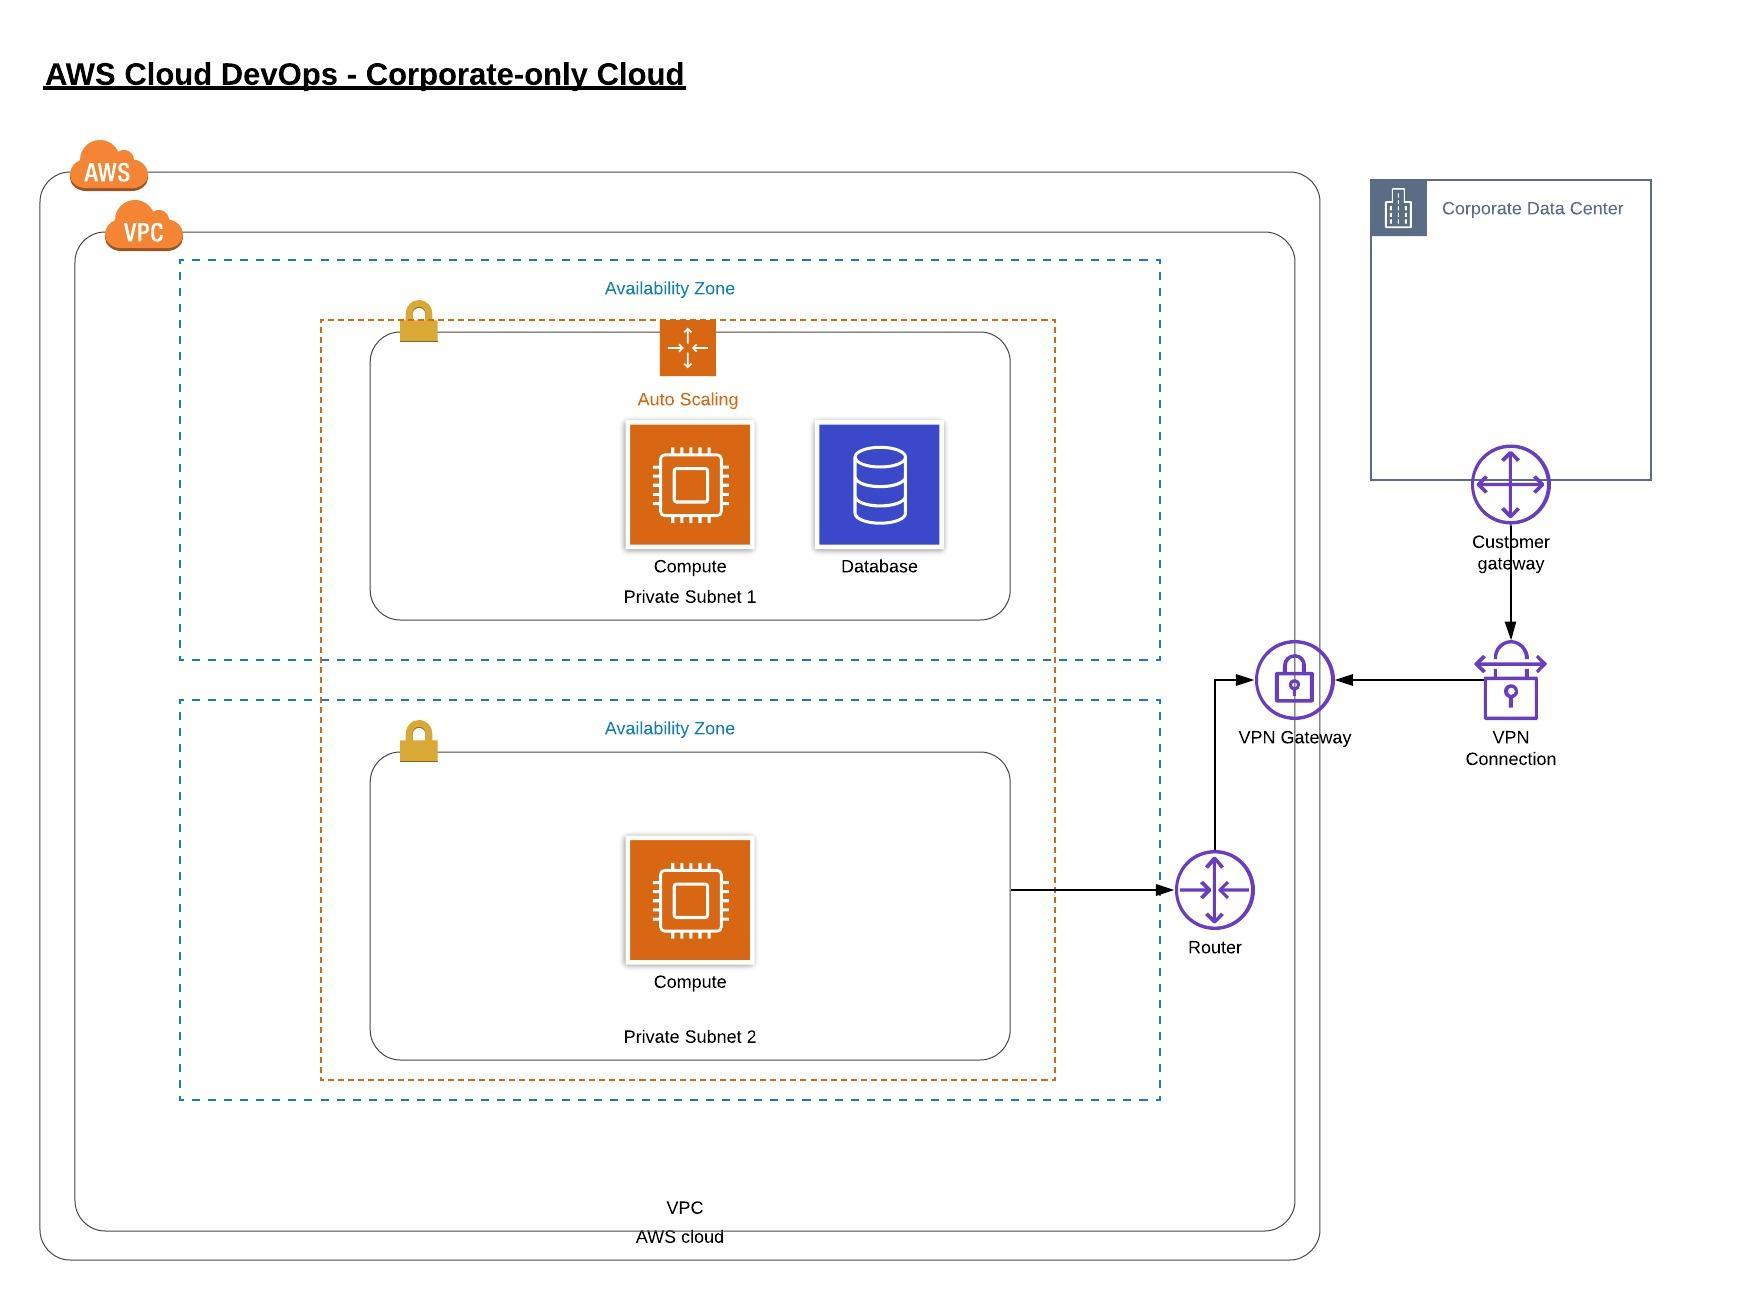 AWS Cloud DevOps - Corporate-only Cloud
AWS
VPC
Corporate Data Center
Availability Zone
Auto Scaling
Compute
Database
Private Subnet 1
Customer
gateway
Availability Zone
VPN Gateway
VPN
Connection
Router
Compute
Private Subnet 2
VPC
AWS cloud